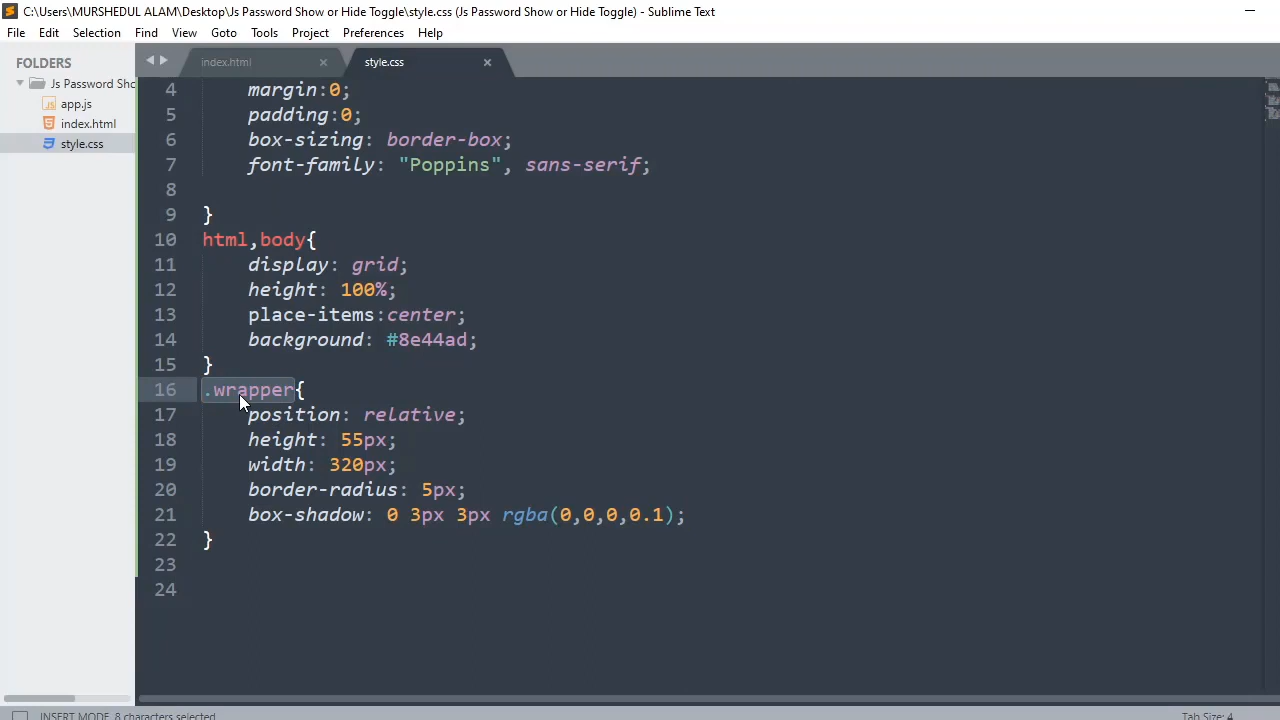 C:\Users\MURSHEDUL ALAM\Desktop\Js Password Show or Hide Toggle\style.css (Js Password Show or Hide Toggle) - Sublime Text
File Edit Selection Find View Goto Tools Project Preferences Help
FOLDERS
Js Password Sho
app.js
index.html
style.css
index.html
style.css
4 margin:0;
5 padding:0;
6 box-sizing: border-box;
7 font-family: "Poppins", sans-serif;
8
9 }
10 html,body{
11 display: grid;
12 height: 100%;
13 place-items:center;
14 background: #8e44ad;
15 }
16 .wrapper{
17 position: relative;
18 height: 55px;
19 width: 320px;
20 border-radius: 5px;
21 box-shadow: 0 3px 3px rgba(0,0,0,0.1);
22 }
23
24
INSERT MODE, 8 characters selected
Tab Size: 4